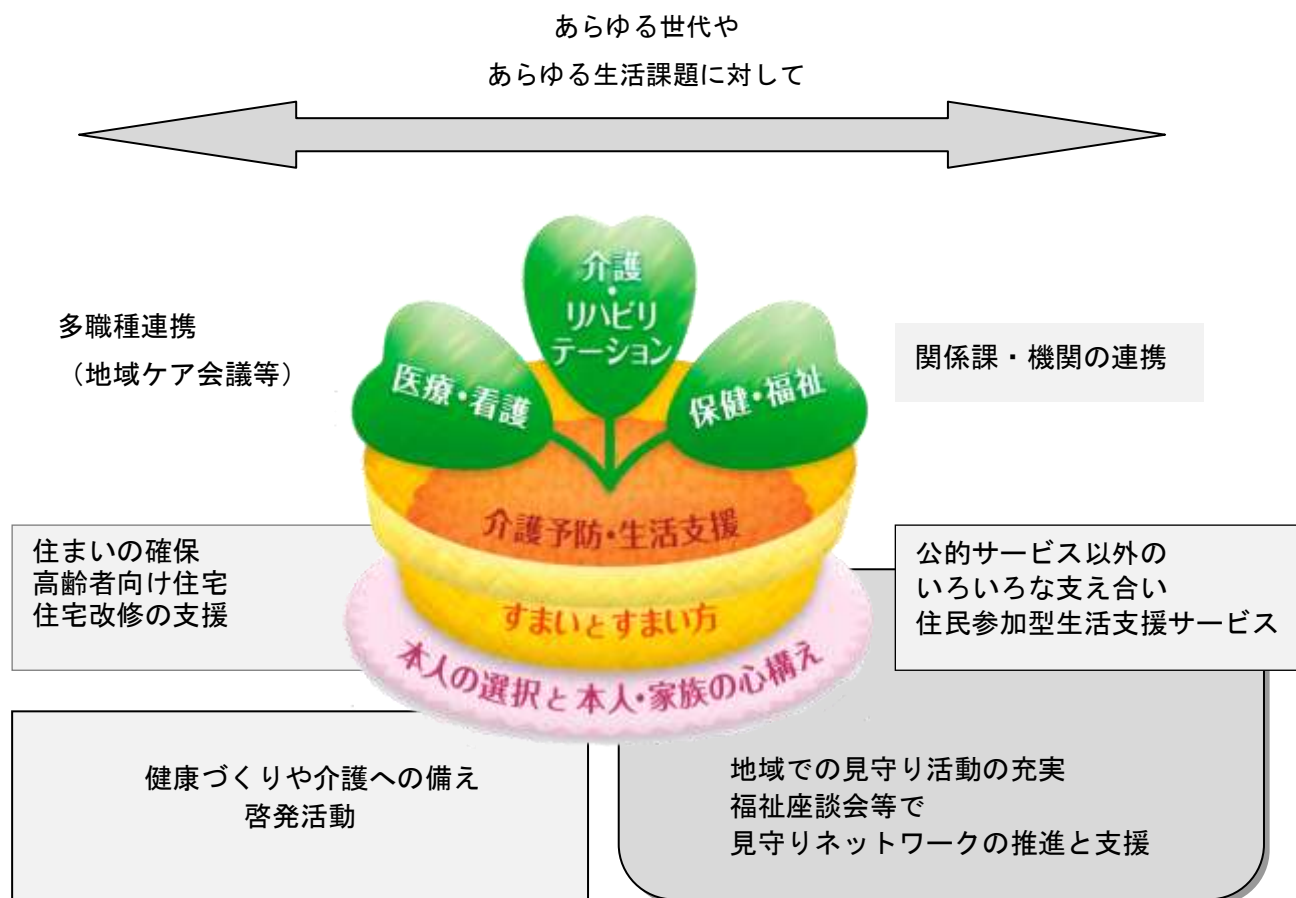 あらゆる世代や
あらゆる生活課題に対して
介護
・
リハビリ
テーション
医療・看護
保健・福祉
多職種連携
（地域ケア会議等）
関係課・機関の連携
介護予防・生活支援
すまいとすまい方
本人の選択と本人・家族の心構え
住まいの確保
高齢者向け住宅
住宅改修の支援
公的サービス以外の
いろいろな支え合い
住民参加型生活支援サービス
健康づくりや介護への備え
啓発活動
地域での見守り活動の充実
福祉座談会等で
見守りネットワークの推進と支援